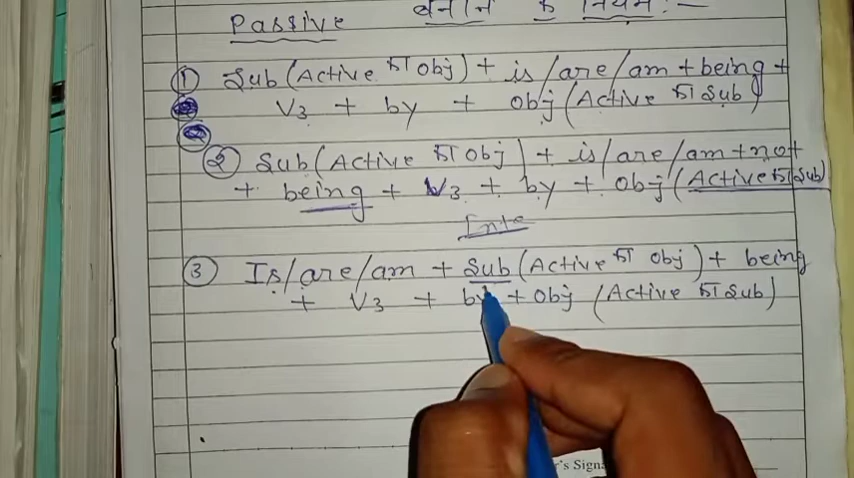 Passive बनाने के नियम:-
① Sub (Active का Obj) + is/are/am + being +
V3 + by + obj (Active का Sub)
② Sub (Active का obj) + is/are/am + not
+ being + V3 + by + Obj (Active का Sub)
Inte
③ Is/are/am + Sub (Active का obj) + being
+ V3 + by + obj (Active का Sub)
's Signa